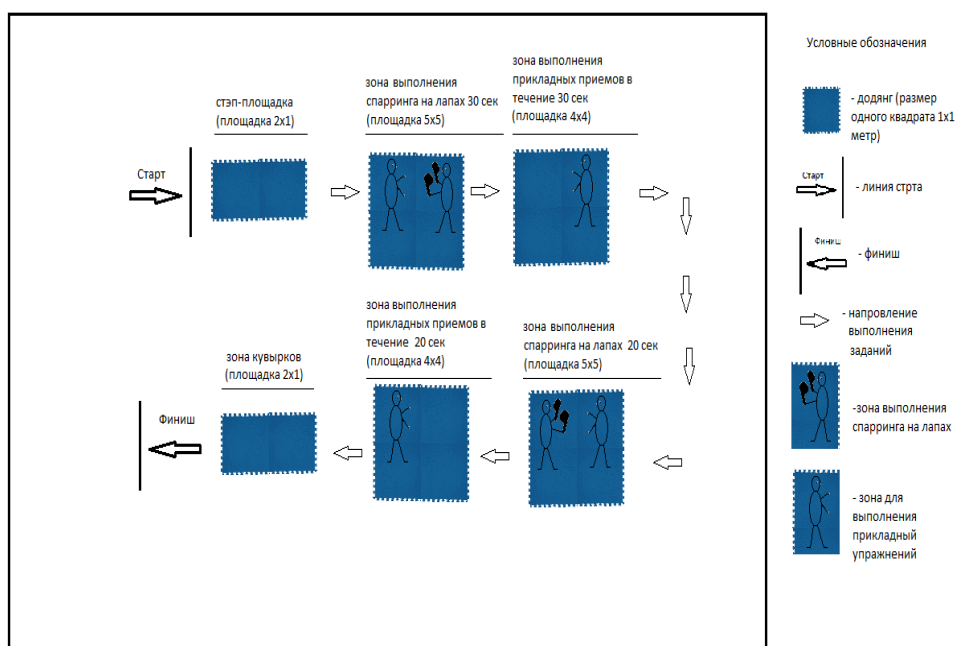 Старт
стэп-площадка
(площадка 2х1)
зона выполнения
спарринга на лапах 30 сек
(площадка 5х5)
зона выполнения
прикладных приемов в
течение 30 сек
(площадка 4х4)
зона выполнения
спарринга на лапах 20 сек
(площадка 5х5)
зона выполнения
прикладных приемов в
течение 20 сек
(площадка 4х4)
зона кувырков
(площадка 2х1)
Финиш
Условные обозначения
- додянг (размер
одного квадрата 1х1
метр)
Старт
- линия стрта
Финиш
- финиш
- напровление
выполнения
заданий
-зона выполнения
спарринга на лапах
- зона для
выполнения
прикладный
упражнений